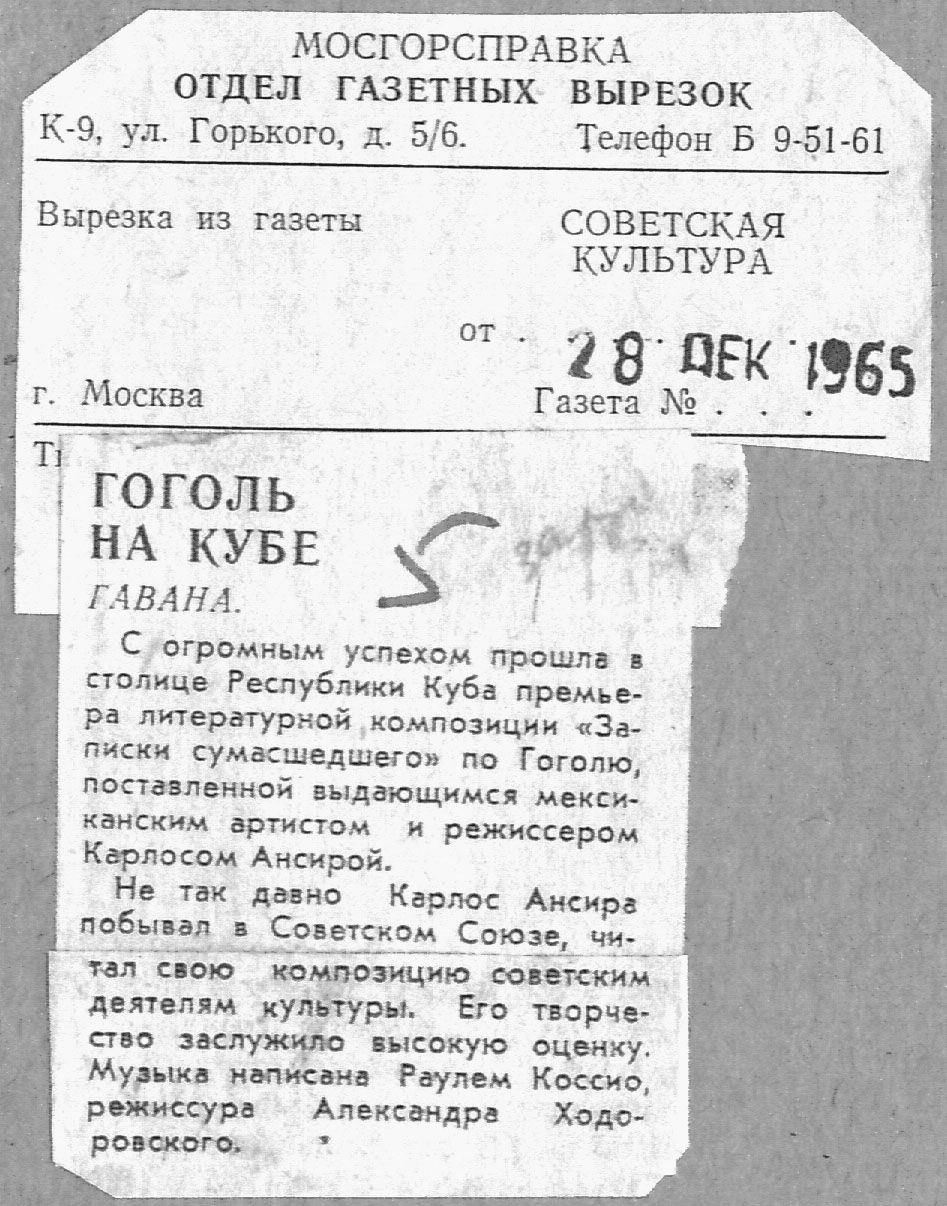 МОСГОРСПРАВКА
ОТДЕЛ ГАЗЕТНЫХ ВЫРЕЗОК
К-9, ул. Горького, д. 5/6. Телефон Б 9-51-61
Вырезка из газеты
СОВЕТСКАЯ
КУЛЬТУРА
от . 28 ДЕК 1965
г. Москва Газета № . . .
ГОГОЛЬ
НА КУБЕ
ГАВАНА.
С огромным успехом прошла в
столице Республики Куба премье-
ра литературной композиции «За-
писки сумасшедшего» по Гоголю,
поставленной выдающимся мекси-
канским артистом и режиссером
Карлосом Ансирой.
Не так давно Карлос Ансира
побывал в Советском Союзе, чи-
тал свою композицию советским
деятелям культуры. Его творче-
ство заслужило высокую оценку.
Музыка написана Раулем Коссио,
режиссура Александра Ходо-
ровского.